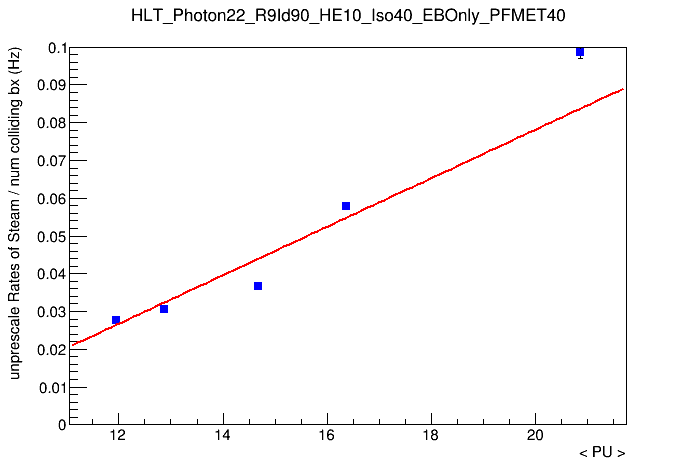 HLT_Photon22_R9Id90_HE10_Iso40_EBOnly_PFMET40
unprescale Rates of Steam / num colliding bx (Hz)
0.1
0.09
0.08
0.07
0.06
0.05
0.04
0.03
0.02
0.01
0
12 14 16 18 20
< PU >